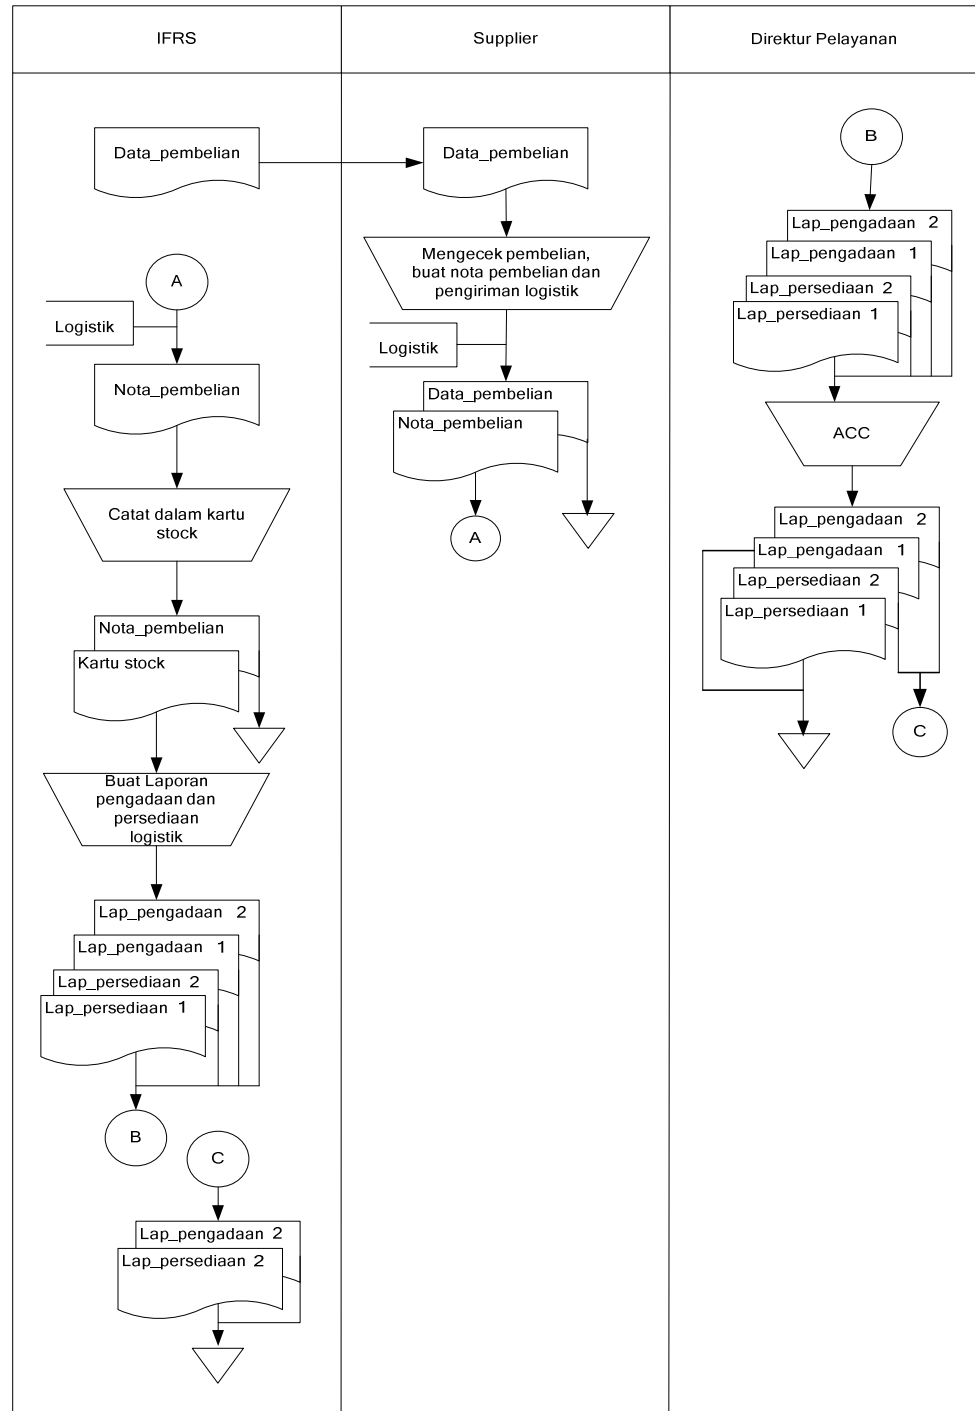 IFRS
Supplier
Direktur Pelayanan
Data_pembelian
A
Logistik
Nota_pembelian
Catat dalam kartu
stock
Nota_pembelian
Kartu stock
Buat Laporan
pengadaan dan
persediaan
logistik
Lap_pengadaan 2
Lap_pengadaan 1
Lap_persediaan 2
Lap_persediaan 1
B
C
Lap_pengadaan 2
Lap_persediaan 2
Data_pembelian
Mengecek pembelian,
buat nota pembelian dan
pengiriman logistik
Logistik
Data_pembelian
Nota_pembelian
A
B
Lap_pengadaan 2
Lap_pengadaan 1
Lap_persediaan 2
Lap_persediaan 1
ACC
Lap_pengadaan 2
Lap_pengadaan 1
Lap_persediaan 2
Lap_persediaan 1
C